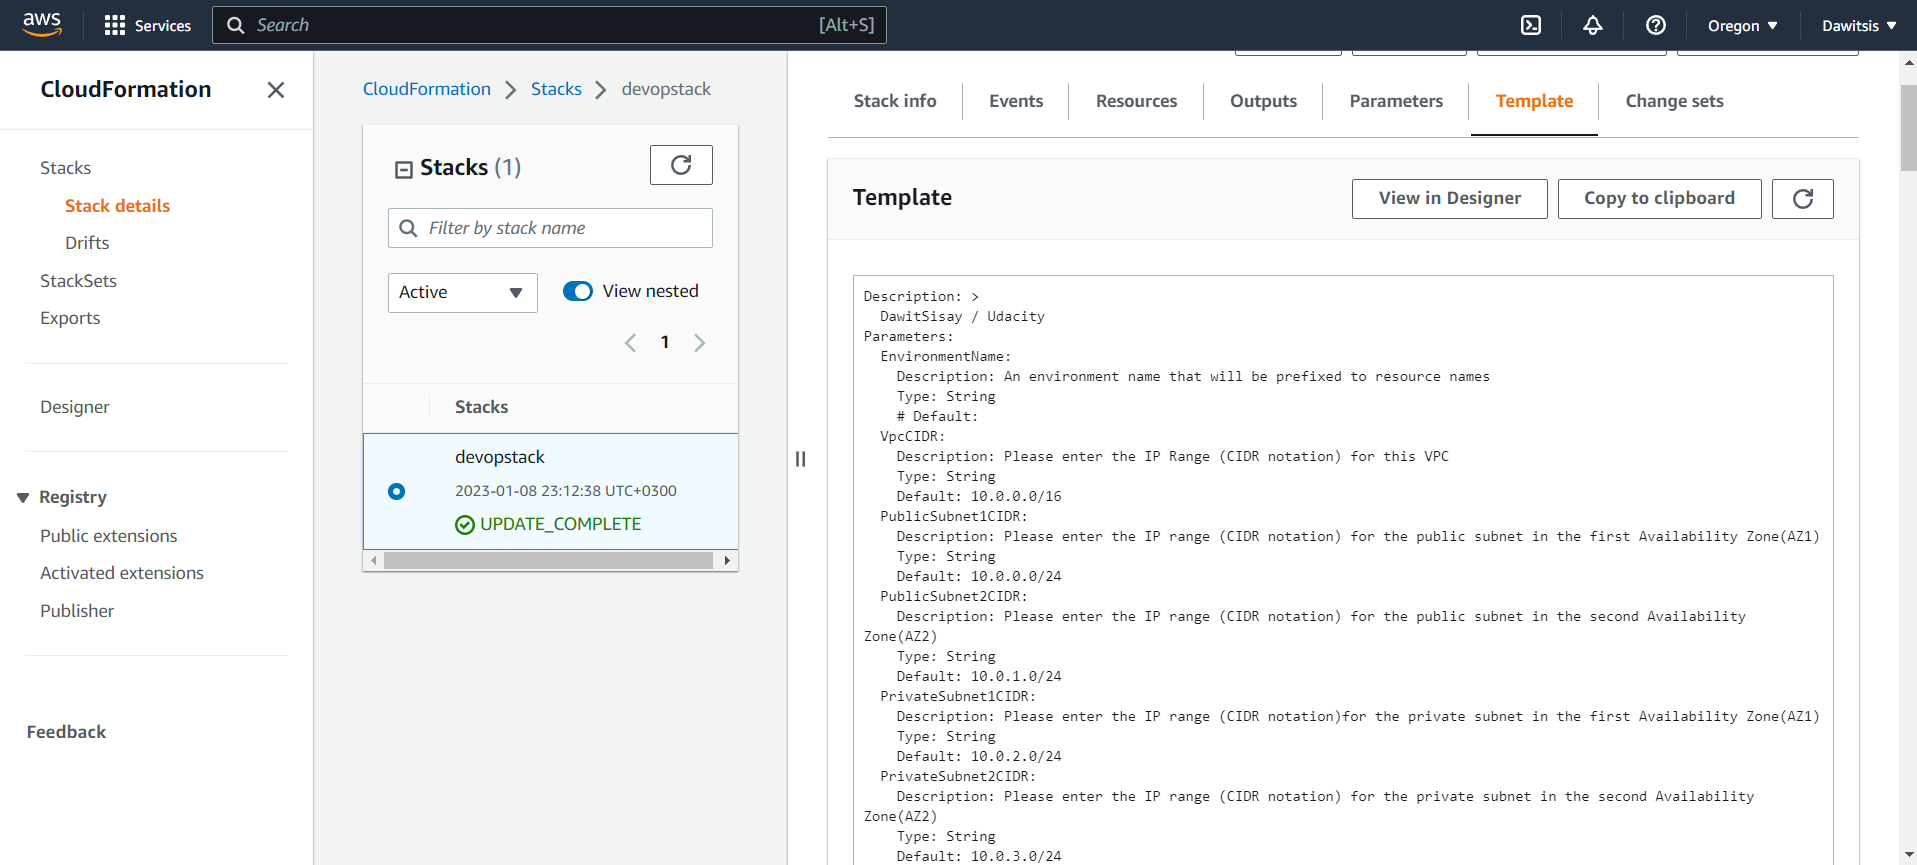 aws
Services
Search
[Alt+S]
Oregon
Dawitsis
CloudFormation
Stacks
Stack details
Drifts
StackSets
Exports
Designer
Registry
Public extensions
Activated extensions
Publisher
Feedback
CloudFormation
Stacks
devopstack
Stacks (1)
Filter by stack name
Active
View nested
1
Stacks
devopstack
2023-01-08 23:12:38 UTC+0300
UPDATE_COMPLETE
Stack info
Events
Resources
Outputs
Parameters
Template
Change sets
Template
View in Designer
Copy to clipboard
Description: >
  DawitSisay / Udacity
Parameters:
  EnvironmentName:
    Description: An environment name that will be prefixed to resource names
    Type: String
    # Default:
  VpcCIDR:
    Description: Please enter the IP Range (CIDR notation) for this VPC
    Type: String
    Default: 10.0.0.0/16
  PublicSubnet1CIDR:
    Description: Please enter the IP range (CIDR notation) for the public subnet in the first Availability Zone(AZ1)
    Type: String
    Default: 10.0.0.0/24
  PublicSubnet2CIDR:
    Description: Please enter the IP range (CIDR notation) for the public subnet in the second Availability
Zone(AZ2)
    Type: String
    Default: 10.0.1.0/24
  PrivateSubnet1CIDR:
    Description: Please enter the IP range (CIDR notation)for the private subnet in the first Availability Zone(AZ1)
    Type: String
    Default: 10.0.2.0/24
  PrivateSubnet2CIDR:
    Description: Please enter the IP range (CIDR notation) for the private subnet in the second Availability
Zone(AZ2)
    Type: String
    Default: 10.0.3.0/24